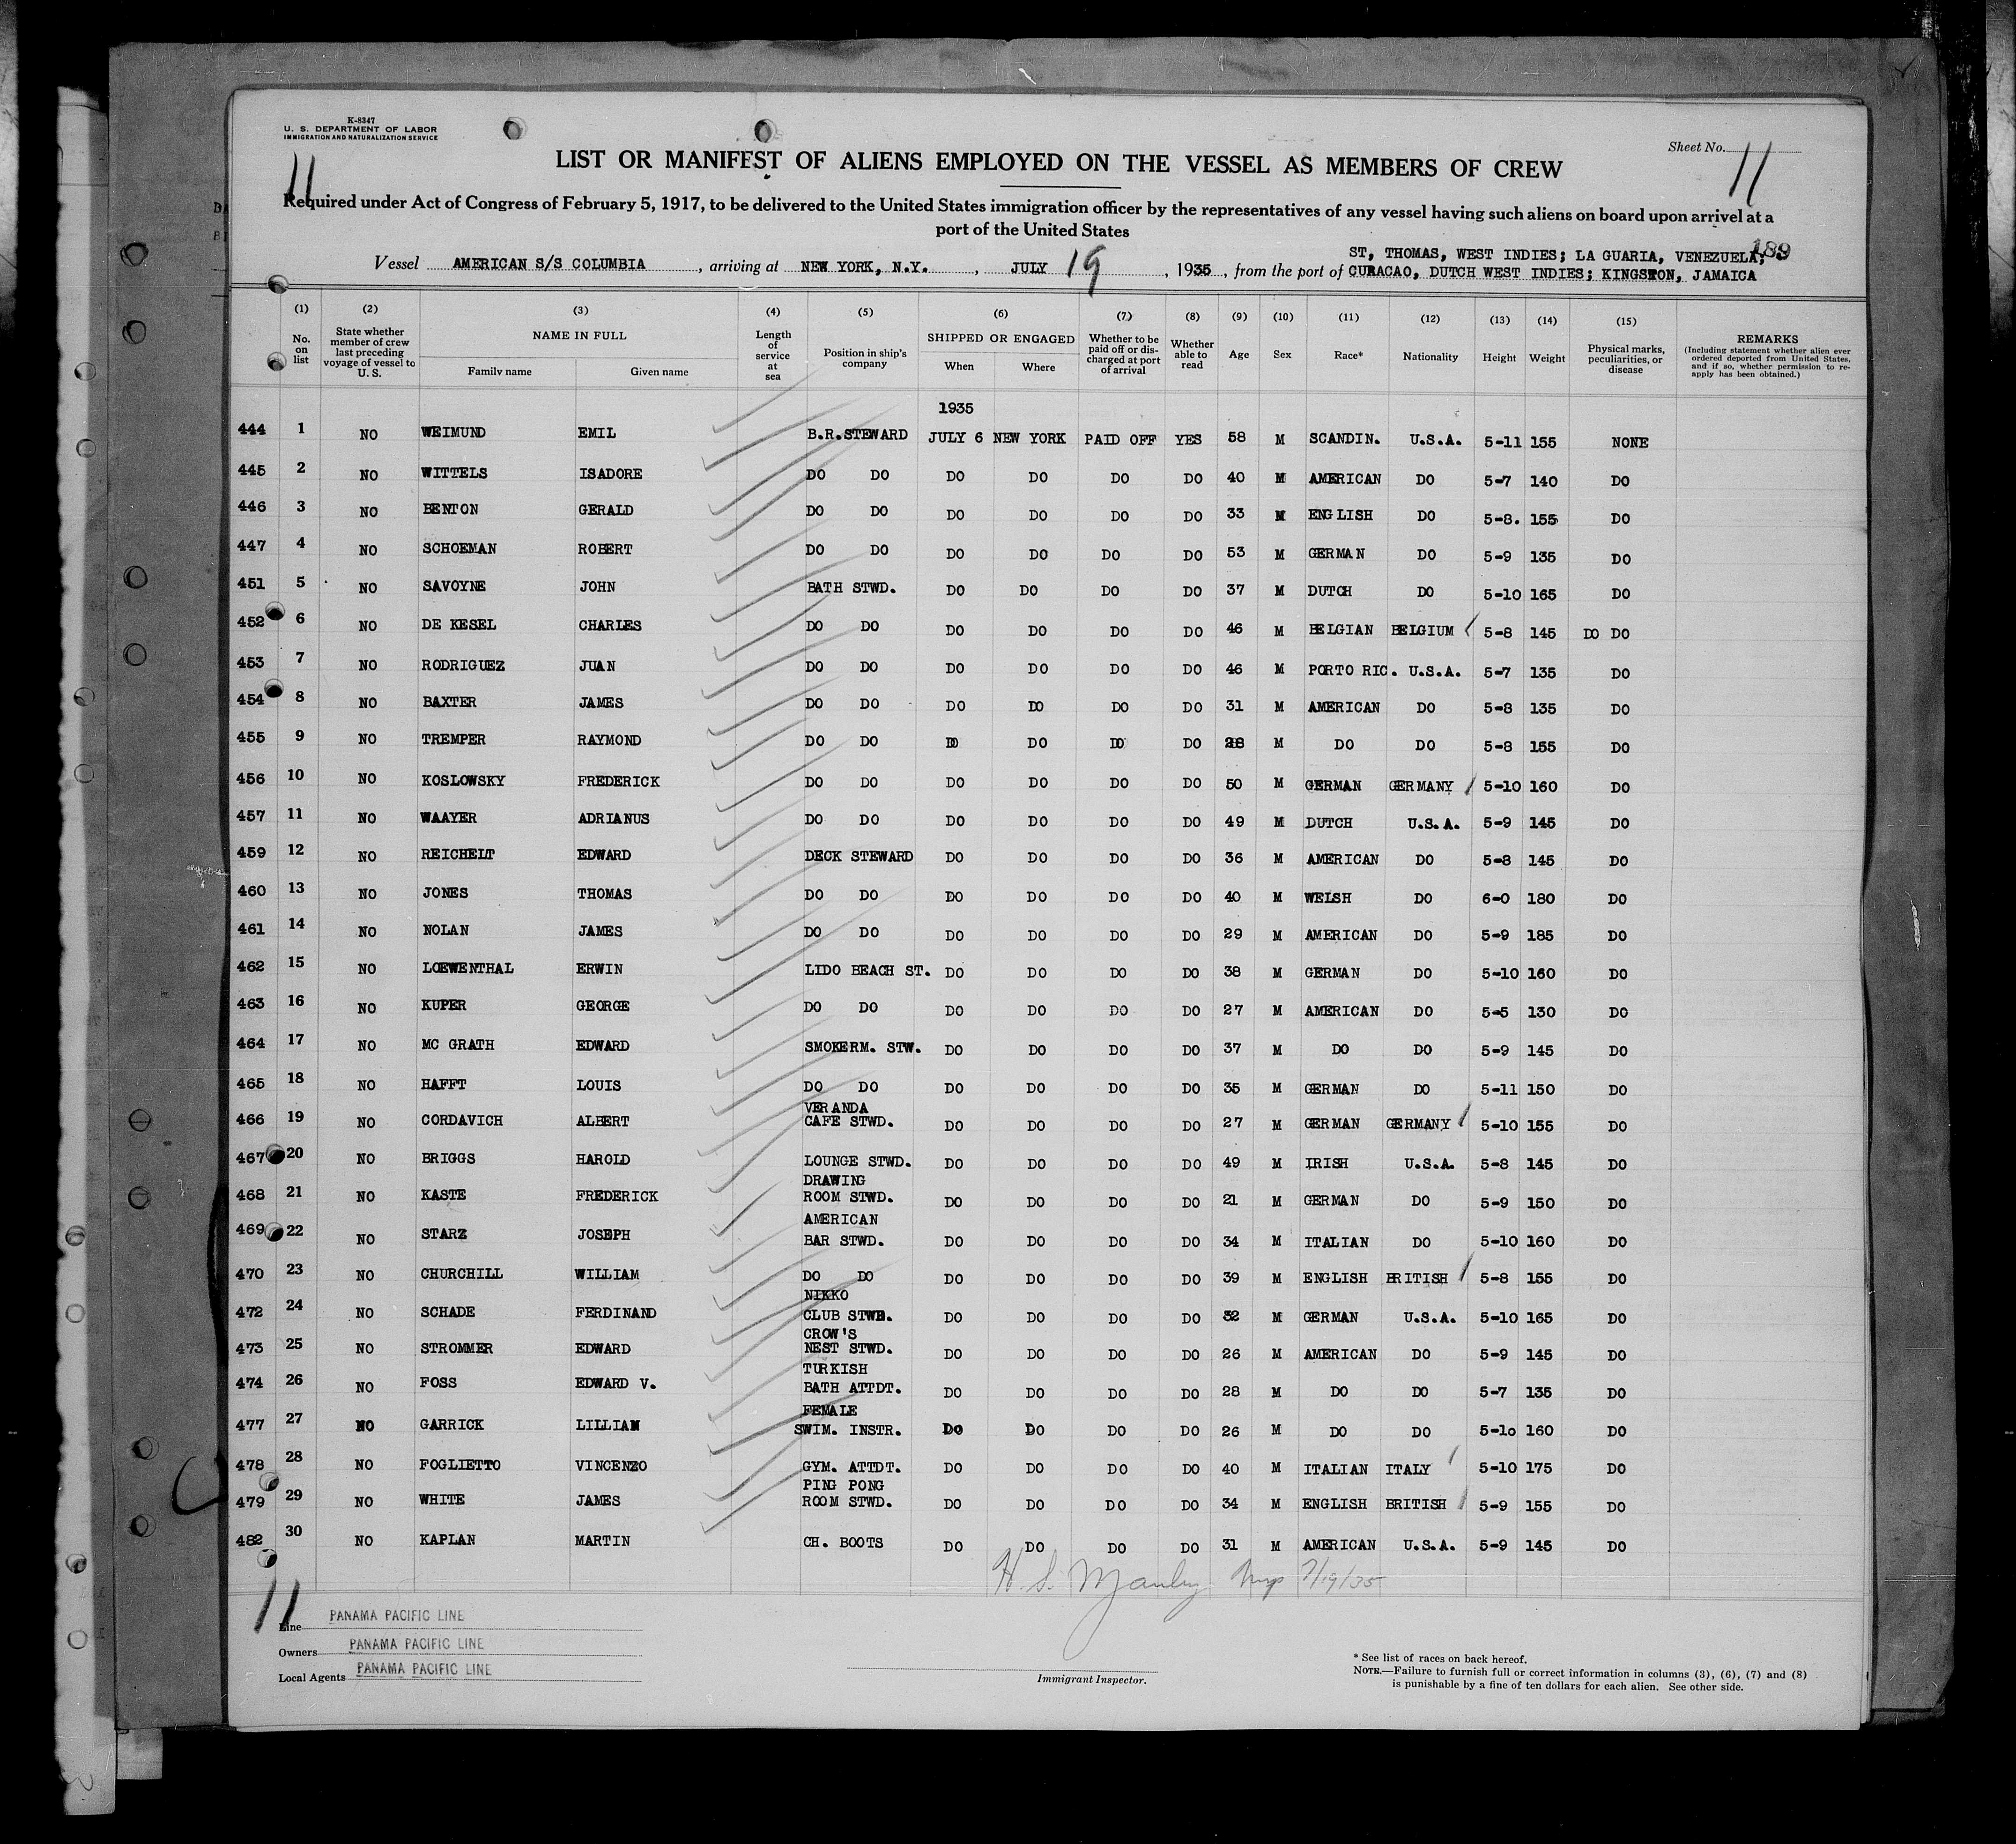 K-8347
U. S. DEPARTMENT OF LABOR
IMMIGRATION AND NATURALIZATION SERVICE
Sheet No. 11
11
LIST OR MANIFEST OF ALIENS EMPLOYED ON THE VESSEL AS MEMBERS OF CREW
Required under Act of Congress of February 5, 1917, to be delivered to the United States immigration officer by the representatives of any vessel having such aliens on board upon arrival at a
port of the United States
189
ST, THOMAS, WEST INDIES; LA GUARIA, VENEZUELA;
Vessel AMERICAN S/S COLUMBIA, arriving at NEW YORK, N.Y., JULY 19, 1935, from the port of CURACAO, DUTCH WEST INDIES; KINGSTON, JAMAICA
(1) (2) (3) (4) (5) (6) (7) (8) (9) (10) (11) (12) (13) (14) (15)
No. on list
State whether member of crew last preceding voyage of vessel to U. S.
NAME IN FULL
Family name Given name
Length of service at sea
Position in ship's company
SHIPPED OR ENGAGED
When Where
Whether to be paid off or discharged at port of arrival
Whether able to read
Age Sex Race* Nationality Height Weight
Physical marks, peculiarities, or disease
REMARKS
(Including statement whether alien ever ordered deported from United States, and if so, whether permission to re-apply has been obtained.)
1935
444 1 NO WEIMUND EMIL B.R.STEWARD JULY 6 NEW YORK PAID OFF YES 58 M SCANDIN. U.S.A. 5-11 155 NONE
445 2 NO WITTELS ISADORE DO DO DO DO DO DO 40 M AMERICAN DO 5-7 140 DO
446 3 NO BENTON GERALD DO DO DO DO DO DO 33 M ENGLISH DO 5-8. 155 DO
447 4 NO SCHOEMAN ROBERT DO DO DO DO DO DO 53 M GERMAN DO 5-9 135 DO
451 5 NO SAVOYNE JOHN BATH STWD. DO DO DO DO 37 M DUTCH DO 5-10 165 DO
452 6 NO DE KESEL CHARLES DO DO DO DO DO DO 46 M BELGIAN BELGIUM 5-8 145 DO DO
453 7 NO RODRIGUEZ JUAN DO DO DO DO DO DO 46 M PORTO RIC. U.S.A. 5-7 135 DO
454 8 NO BAXTER JAMES DO DO DO DO DO DO 31 M AMERICAN DO 5-8 135 DO
455 9 NO TREMPER RAYMOND DO DO DO DO DO DO 28 M DO DO 5-8 155 DO
456 10 NO KOSLOWSKY FREDERICK DO DO DO DO DO DO 50 M GERMAN GERMANY 5-10 160 DO
457 11 NO WAAYER ADRIANUS DO DO DO DO DO DO 49 M DUTCH U.S.A. 5-9 145 DO
459 12 NO REICHELT EDWARD DECK STEWARD DO DO DO DO 36 M AMERICAN DO 5-8 145 DO
460 13 NO JONES THOMAS DO DO DO DO DO DO 40 M WELSH DO 6-0 180 DO
461 14 NO NOLAN JAMES DO DO DO DO DO DO 29 M AMERICAN DO 5-9 185 DO
462 15 NO LOEWENTHAL ERWIN LIDO BEACH ST. DO DO DO DO 38 M GERMAN DO 5-10 160 DO
463 16 NO KUPER GEORGE DO DO DO DO DO DO 27 M AMERICAN DO 5-5 130 DO
464 17 NO MC GRATH EDWARD SMOKERM. STW. DO DO DO DO 37 M DO DO 5-9 145 DO
465 18 NO HAFFT LOUIS DO DO DO DO DO DO 35 M GERMAN DO 5-11 150 DO
VERANDA
466 19 NO CORDAVICH ALBERT CAFE STWD. DO DO DO DO 27 M GERMAN GERMANY 5-10 155 DO
467 20 NO BRIGGS HAROLD LOUNGE STWD. DO DO DO DO 49 M IRISH U.S.A. 5-8 145 DO
DRAWING
468 21 NO KASTE FREDERICK ROOM STWD. DO DO DO DO 21 M GERMAN DO 5-9 150 DO
AMERICAN
469 22 NO STARZ JOSEPH BAR STWD. DO DO DO DO 34 M ITALIAN DO 5-10 160 DO
470 23 NO CHURCHILL WILLIAM DO DO DO DO DO DO 39 M ENGLISH BRITISH 5-8 155 DO
NIKKO
472 24 NO SCHADE FERDINAND CLUB STWD. DO DO DO DO 32 M GERMAN U.S.A. 5-10 165 DO
CROW'S
473 25 NO STROMMER EDWARD NEST STWD. DO DO DO DO 26 M AMERICAN DO 5-9 145 DO
TURKISH
474 26 NO FOSS EDWARD V. BATH ATTDT. DO DO DO DO 28 M DO DO 5-7 135 DO
FEMALE
477 27 NO GARRICK LILLIAN SWIM. INSTR. DO DO DO DO 26 M DO DO 5-10 160 DO
478 28 NO FOGLIETTO VINCENZO GYM. ATTDT. DO DO DO DO 40 M ITALIAN ITALY 5-10 175 DO
PING PONG
479 29 NO WHITE JAMES ROOM STWD. DO DO DO DO 34 M ENGLISH BRITISH 5-9 155 DO
482 30 NO KAPLAN MARTIN CH. BOOTS DO DO DO DO 31 M AMERICAN U.S.A. 5-9 145 DO
H. S. Manley 7/19/35
11
Line PANAMA PACIFIC LINE
Owners PANAMA PACIFIC LINE
Local Agents PANAMA PACIFIC LINE
Immigrant Inspector.
* See list of races on back hereof.
NOTE.—Failure to furnish full or correct information in columns (3), (6), (7) and (8)
is punishable by a fine of ten dollars for each alien. See other side.